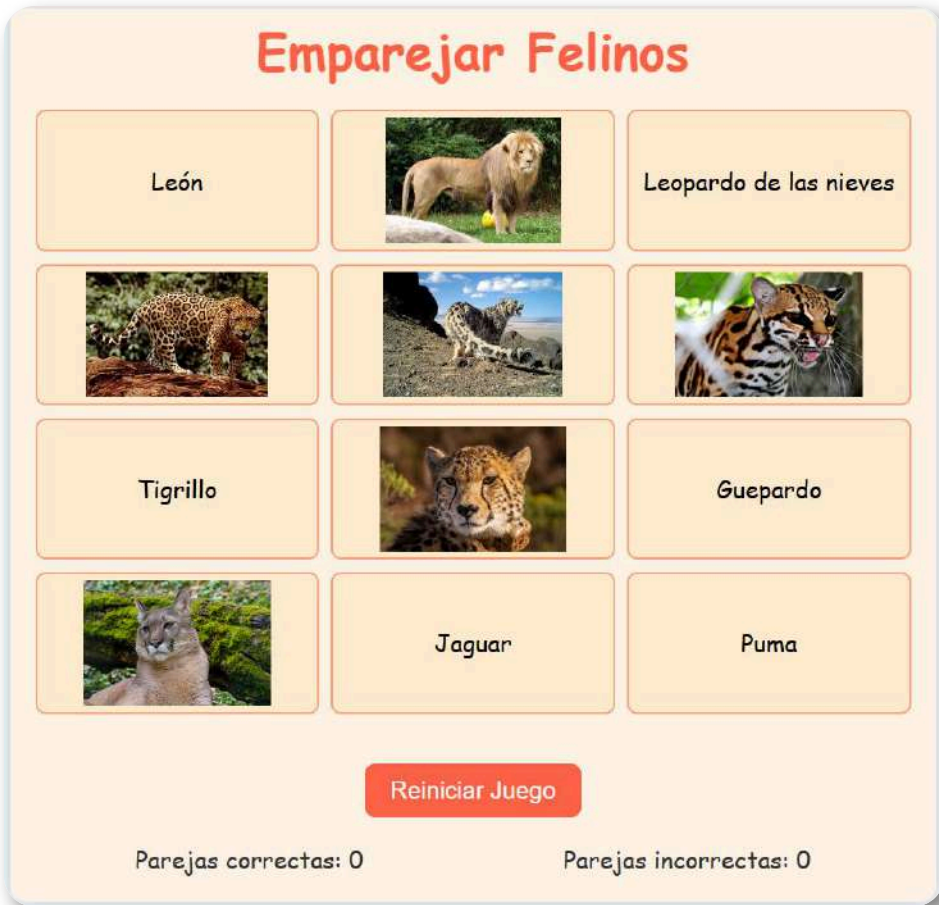 Emparejar Felinos
León
Leopardo de las nieves
Tigrillo
Guepardo
Jaguar
Puma
Reiniciar Juego
Parejas correctas: 0
Parejas incorrectas: 0